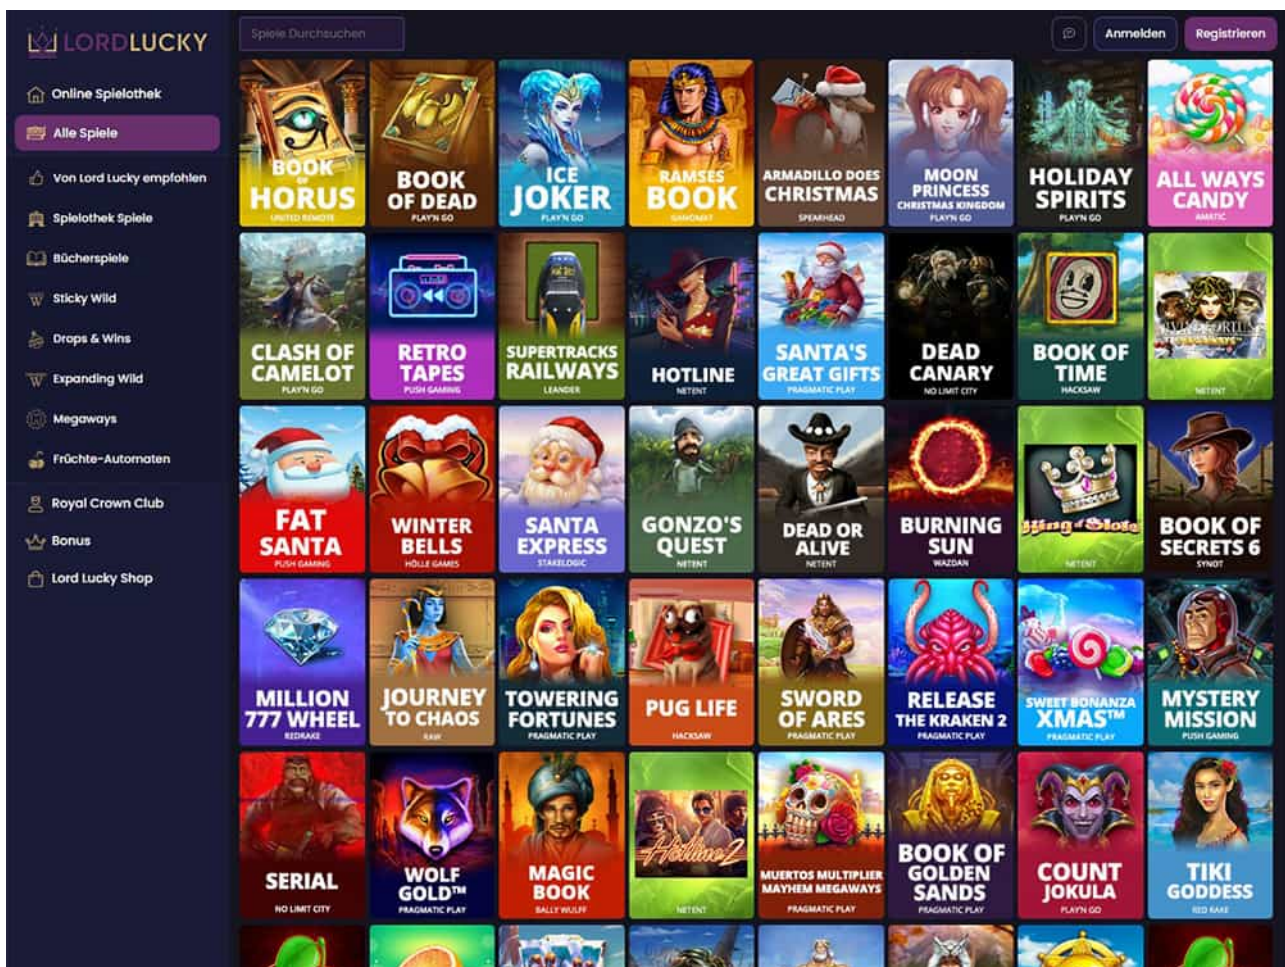 LORDLUCKY
Spiele Durchsuchen
Anmelden
Registrieren
Online Spielothek
Alle Spiele
Von Lord Lucky empfohlen
Spielothek Spiele
Bücherspiele
Sticky Wild
Drops & Wins
Expanding Wild
Megaways
Früchte-Automaten
Royal Crown Club
Bonus
Lord Lucky Shop
BOOK
OF
HORUS
UNITED REMOTE
BOOK
OF DEAD
PLAY'N GO
ICE
JOKER
PLAY'N GO
RAMSES
BOOK
GAMOMAT
ARMADILLO DOES
CHRISTMAS
SPEARHEAD
MOON
PRINCESS
CHRISTMAS KINGDOM
PLAY'N GO
HOLIDAY
SPIRITS
PLAY'N GO
ALL WAYS
CANDY
AMATIC
CLASH OF
CAMELOT
PLAY'N GO
RETRO
TAPES
PUSH GAMING
SUPERTRACKS
RAILWAYS
LEANDER
HOTLINE
NETENT
SANTA'S
GREAT GIFTS
PRAGMATIC PLAY
DEAD
CANARY
NO LIMIT CITY
BOOK OF
TIME
HACKSAW
NETENT
FAT
SANTA
PUSH GAMING
WINTER
BELLS
HÖLLE GAMES
SANTA
EXPRESS
STAKELOGIC
GONZO'S
QUEST
NETENT
DEAD OR
ALIVE
NETENT
BURNING
SUN
WAZDAN
King of Slots
NETENT
BOOK OF
SECRETS 6
SYNOT
MILLION
777 WHEEL
REDRAKE
JOURNEY
TO CHAOS
RAW
TOWERING
FORTUNES
PRAGMATIC PLAY
PUG LIFE
HACKSAW
SWORD
OF ARES
PRAGMATIC PLAY
RELEASE
THE KRAKEN 2
PRAGMATIC PLAY
SWEET BONANZA
XMAS™
PRAGMATIC PLAY
MYSTERY
MISSION
PUSH GAMING
SERIAL
NO LIMIT CITY
WOLF
GOLD™
PRAGMATIC PLAY
MAGIC
BOOK
BALLY WULFF
Hotline 2
NETENT
MUERTOS MULTIPLIER
MAYHEM MEGAWAYS
PRAGMATIC PLAY
BOOK OF
GOLDEN
SANDS
PRAGMATIC PLAY
COUNT
JOKULA
PLAY'N GO
TIKI
GODDESS
RED RAKE